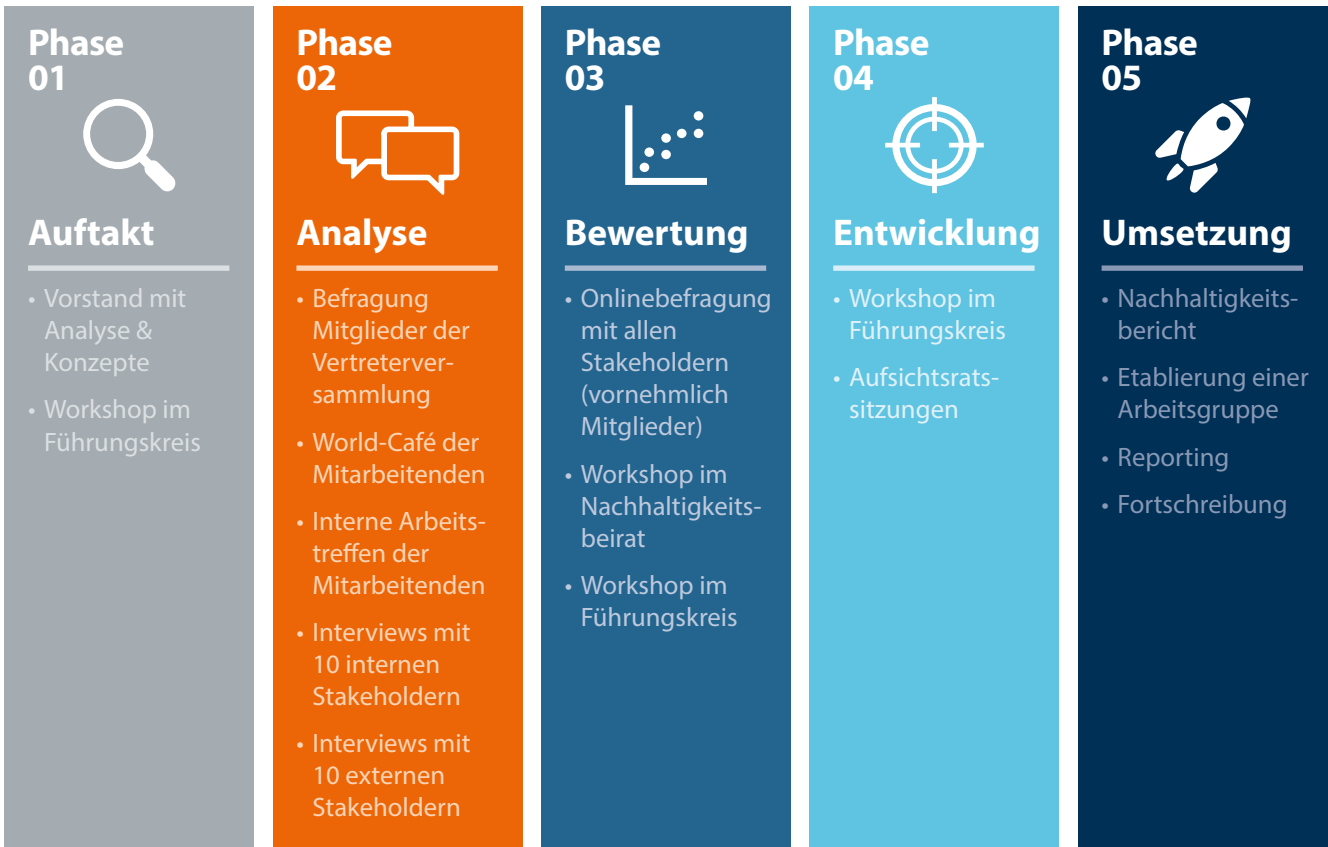 Phase
01
Auftakt
• Vorstand mit
Analyse &
Konzepte
• Workshop im
Führungskreis
Phase
02
Analyse
• Befragung
Mitglieder der
Vertreterver-
sammlung
• World-Café der
Mitarbeitenden
• Interne Arbeits-
treffen der
Mitarbeitenden
• Interviews mit
10 internen
Stakeholdern
• Interviews mit
10 externen
Stakeholdern
Phase
03
Bewertung
• Onlinebefragung
mit allen
Stakeholdern
(vornehmlich
Mitglieder)
• Workshop im
Nachhaltigkeits-
beirat
• Workshop im
Führungskreis
Phase
04
Entwicklung
• Workshop im
Führungskreis
• Aufsichtsrats-
sitzungen
Phase
05
Umsetzung
• Nachhaltigkeits-
bericht
• Etablierung einer
Arbeitsgruppe
• Reporting
• Fortschreibung